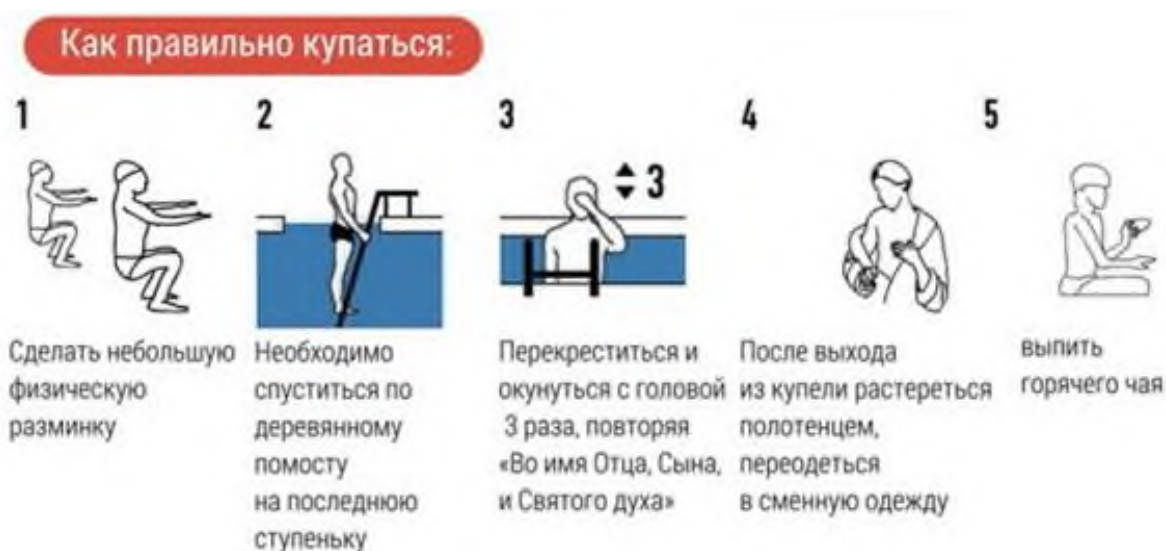 Как правильно купаться:
1
Сделать небольшую
физическую
разминку
2
Необходимо
спуститься по
деревянному
помосту
на последнюю
ступеньку
3
3
Перекреститься и
окунуться с головой
3 раза, повторяя
«Во имя Отца, Сына,
и Святого духа»
4
После выхода
из купели растереться
полотенцем,
переодеться
в сменную одежду
5
выпить
горячего чая